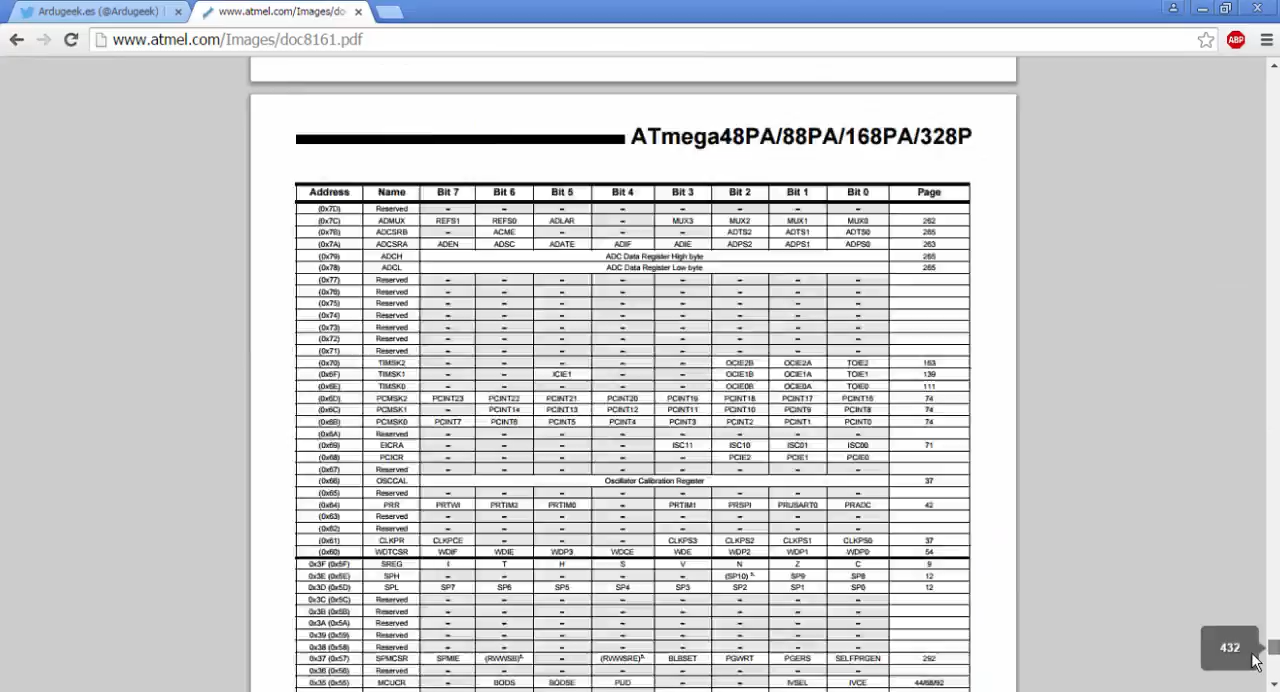 Ardugeek.es (@Ardugeek) www.atmel.com/Images/do
www.atmel.com/Images/doc8161.pdf ABP
ATmega48PA/88PA/168PA/328P
Address Name Bit 7 Bit 6 Bit 5 Bit 4 Bit 3 Bit 2 Bit 1 Bit 0 Page
(0x7D) Reserved – – – – – – – –
(0x7C) ADMUX REFS1 REFS0 ADLAR – MUX3 MUX2 MUX1 MUX0 262
(0x7B) ADCSRB – ACME – – – ADTS2 ADTS1 ADTS0 265
(0x7A) ADCSRA ADEN ADSC ADATE ADIF ADIE ADPS2 ADPS1 ADPS0 263
(0x79) ADCH ADC Data Register High byte 265
(0x78) ADCL ADC Data Register Low byte 265
(0x77) Reserved – – – – – – – –
(0x76) Reserved – – – – – – – –
(0x75) Reserved – – – – – – – –
(0x74) Reserved – – – – – – – –
(0x73) Reserved – – – – – – – –
(0x72) Reserved – – – – – – – –
(0x71) Reserved – – – – – – – –
(0x70) TIMSK2 – – – – – OCIE2B OCIE2A TOIE2 163
(0x6F) TIMSK1 – – ICIE1 – – OCIE1B OCIE1A TOIE1 139
(0x6E) TIMSK0 – – – – – OCIE0B OCIE0A TOIE0 111
(0x6D) PCMSK2 PCINT23 PCINT22 PCINT21 PCINT20 PCINT19 PCINT18 PCINT17 PCINT16 74
(0x6C) PCMSK1 – PCINT14 PCINT13 PCINT12 PCINT11 PCINT10 PCINT9 PCINT8 74
(0x6B) PCMSK0 PCINT7 PCINT6 PCINT5 PCINT4 PCINT3 PCINT2 PCINT1 PCINT0 74
(0x6A) Reserved – – – – – – – –
(0x69) EICRA – – – – ISC11 ISC10 ISC01 ISC00 71
(0x68) PCICR – – – – – PCIE2 PCIE1 PCIE0
(0x67) Reserved – – – – – – – –
(0x66) OSCCAL Oscillator Calibration Register 37
(0x65) Reserved – – – – – – – –
(0x64) PRR PRTWI PRTIM2 PRTIM0 – PRTIM1 PRSPI PRUSART0 PRADC 42
(0x63) Reserved – – – – – – – –
(0x62) Reserved – – – – – – – –
(0x61) CLKPR CLKPCE – – – CLKPS3 CLKPS2 CLKPS1 CLKPS0 37
(0x60) WDTCSR WDIF WDIE WDP3 WDCE WDE WDP2 WDP1 WDP0 54
0x3F (0x5F) SREG I T H S V N Z C 9
0x3E (0x5E) SPH – – – – – (SP10) 5. SP9 SP8 12
0x3D (0x5D) SPL SP7 SP6 SP5 SP4 SP3 SP2 SP1 SP0 12
0x3C (0x5C) Reserved – – – – – – – –
0x3B (0x5B) Reserved – – – – – – – –
0x3A (0x5A) Reserved – – – – – – – –
0x39 (0x59) Reserved – – – – – – – –
0x38 (0x58) Reserved – – – – – – – –
0x37 (0x57) SPMCSR SPMIE (RWWSB)5. – (RWWSRE)5. BLBSET PGWRT PGERS SELFPRGEN 292
0x36 (0x56) Reserved – – – – – – – –
0x35 (0x55) MCUCR – BODS BODSE PUD – – IVSEL IVCE 44/68/92
432